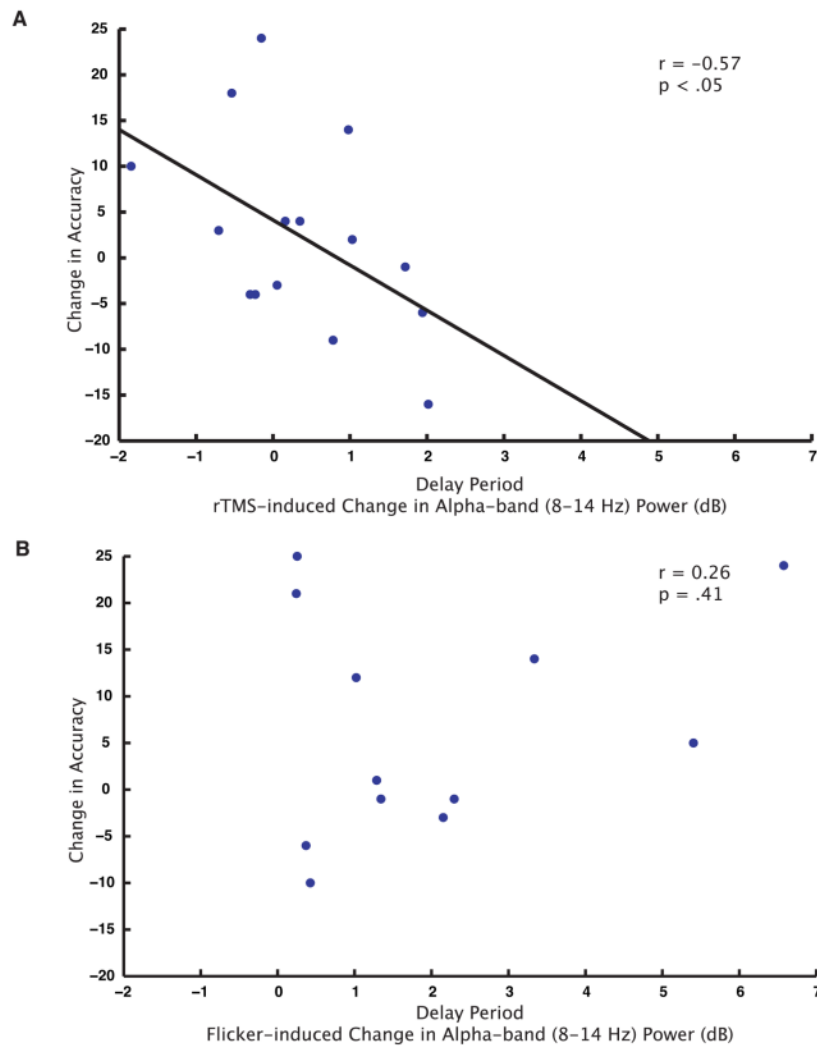 A
25
20
15
10
5
0
−5
−10
−15
−20
Change in Accuracy
r = −0.57
p < .05
−2 −1 0 1 2 3 4 5 6 7
Delay Period
rTMS-induced Change in Alpha-band (8–14 Hz) Power (dB)
B
25
20
15
10
5
0
−5
−10
−15
−20
Change in Accuracy
r = 0.26
p = .41
−2 −1 0 1 2 3 4 5 6 7
Delay Period
Flicker-induced Change in Alpha-band (8–14 Hz) Power (dB)